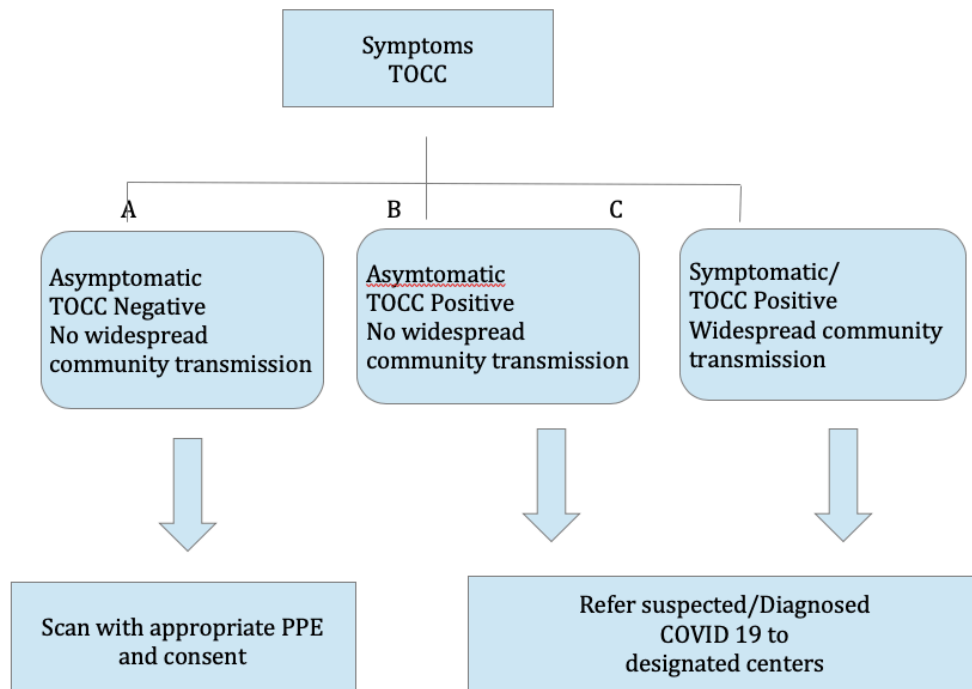 Symptoms
TOCC
A
B
C
Asymptomatic
TOCC Negative
No widespread
community transmission
Asymtomatic
TOCC Positive
No widespread
community transmission
Symptomatic/
TOCC Positive
Widespread community
transmission
Scan with appropriate PPE
and consent
Refer suspected/Diagnosed
COVID 19 to
designated centers